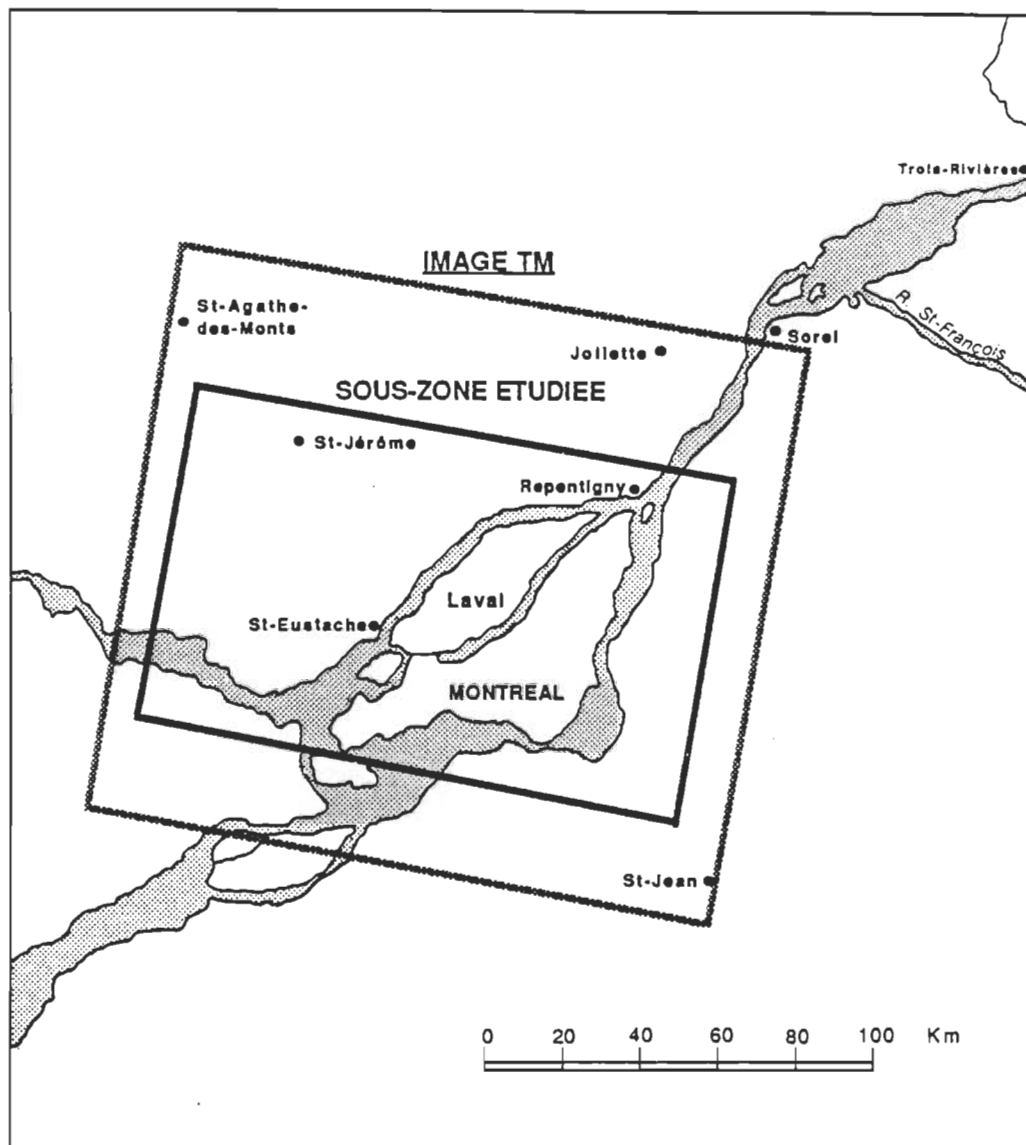 Trois-Rivières
IMAGE TM
St-Agathe-
des-Monts
R. St-François
Sorel
Joliette
SOUS-ZONE ETUDIEE
St-Jérôme
Repentigny
Laval
St-Eustache
MONTREAL
St-Jean
0 20 40 60 80 100 Km